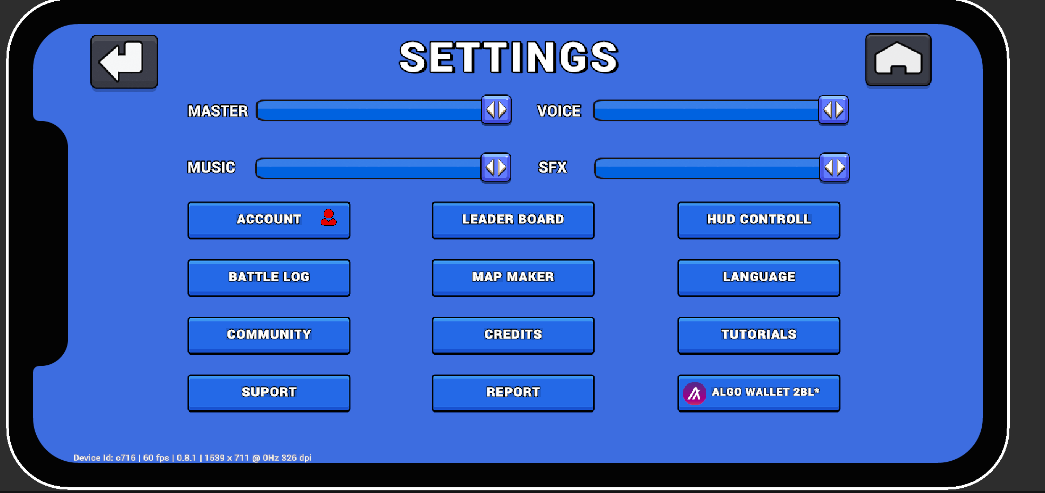 SETTINGS
MASTER VOICE
MUSIC SFX
ACCOUNT LEADER BOARD HUD CONTROLL
BATTLE LOG MAP MAKER LANGUAGE
COMMUNITY CREDITS TUTORIALS
SUPORT REPORT ALGO WALLET 2BL*
Device Id: c716 | 60 fps | 0.8.1 | 1539 x 711 @ 0Hz 326 dpi